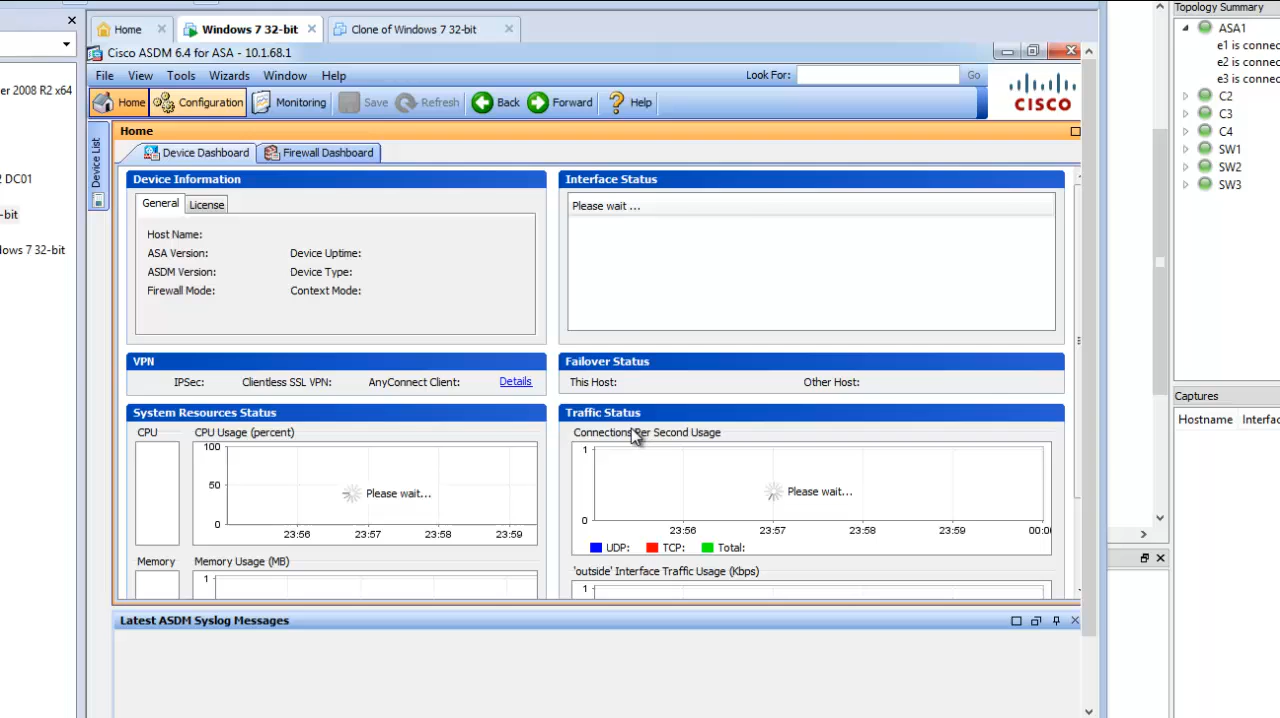 Home
Windows 7 32-bit
Clone of Windows 7 32-bit
Topology Summary
Cisco ASDM 6.4 for ASA - 10.1.68.1
ASA1
e1 is connec
e2 is connec
e3 is connec
C2
C3
C4
SW1
SW2
SW3
er 2008 R2 x64
2 DC01
-bit
ows 7 32-bit
File View Tools Wizards Window Help
Look For: Go
Home Configuration Monitoring Save Refresh Back Forward Help
CISCO
Device List
Home
Device Dashboard Firewall Dashboard
Device Information
General License
Host Name:
ASA Version: Device Uptime:
ASDM Version: Device Type:
Firewall Mode: Context Mode:
Interface Status
Please wait ...
VPN
IPSec: Clientless SSL VPN: AnyConnect Client: Details
Failover Status
This Host: Other Host:
System Resources Status
CPU CPU Usage (percent)
100
50
0
Please wait...
23:56 23:57 23:58 23:59
Memory Memory Usage (MB)
1
Traffic Status
Connections Per Second Usage
1
0
Please wait...
23:56 23:57 23:58 23:59 00:0
UDP: TCP: Total:
'outside' Interface Traffic Usage (Kbps)
1
Captures
Hostname Interfac
Latest ASDM Syslog Messages